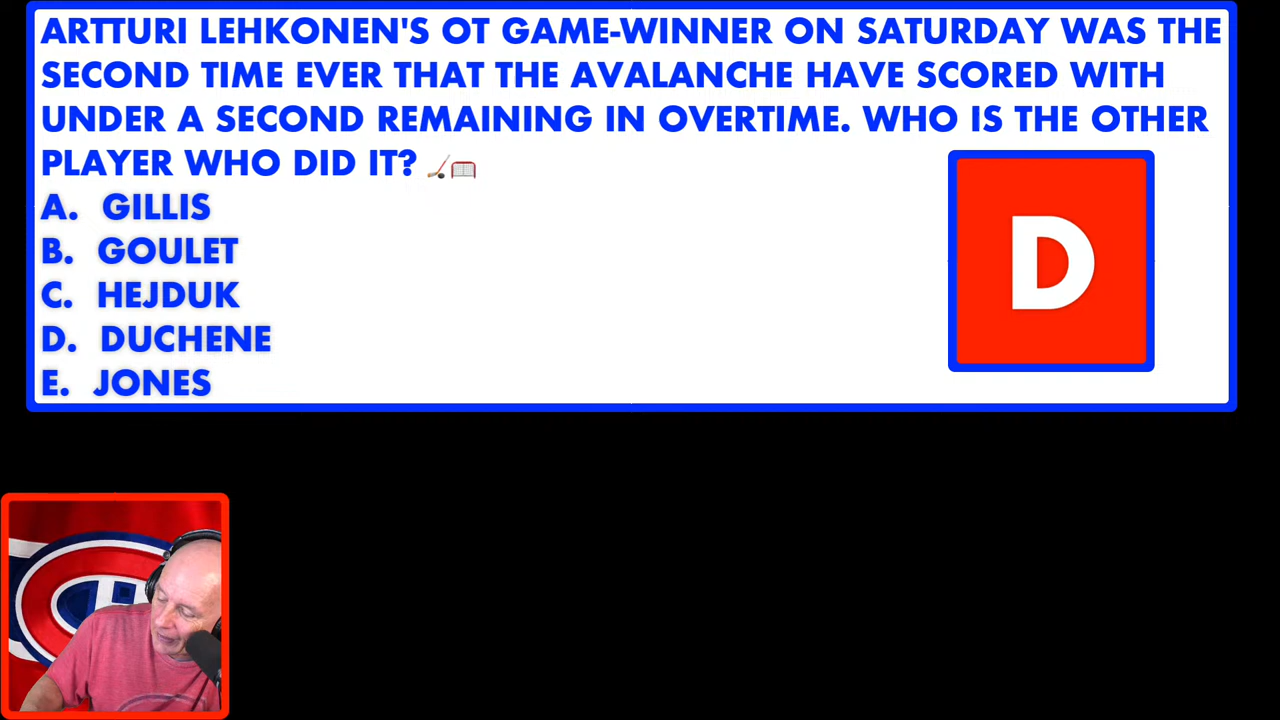 ARTTURI LEHKONEN'S OT GAME-WINNER ON SATURDAY WAS THE
SECOND TIME EVER THAT THE AVALANCHE HAVE SCORED WITH
UNDER A SECOND REMAINING IN OVERTIME. WHO IS THE OTHER
PLAYER WHO DID IT? 🏒🥅
A. GILLIS
B. GOULET
C. HEJDUK
D. DUCHENE
E. JONES
D